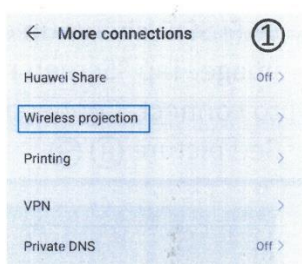 ← More connections ①
Huawei Share Off >
Wireless projection >
Printing >
VPN >
Private DNS Off >